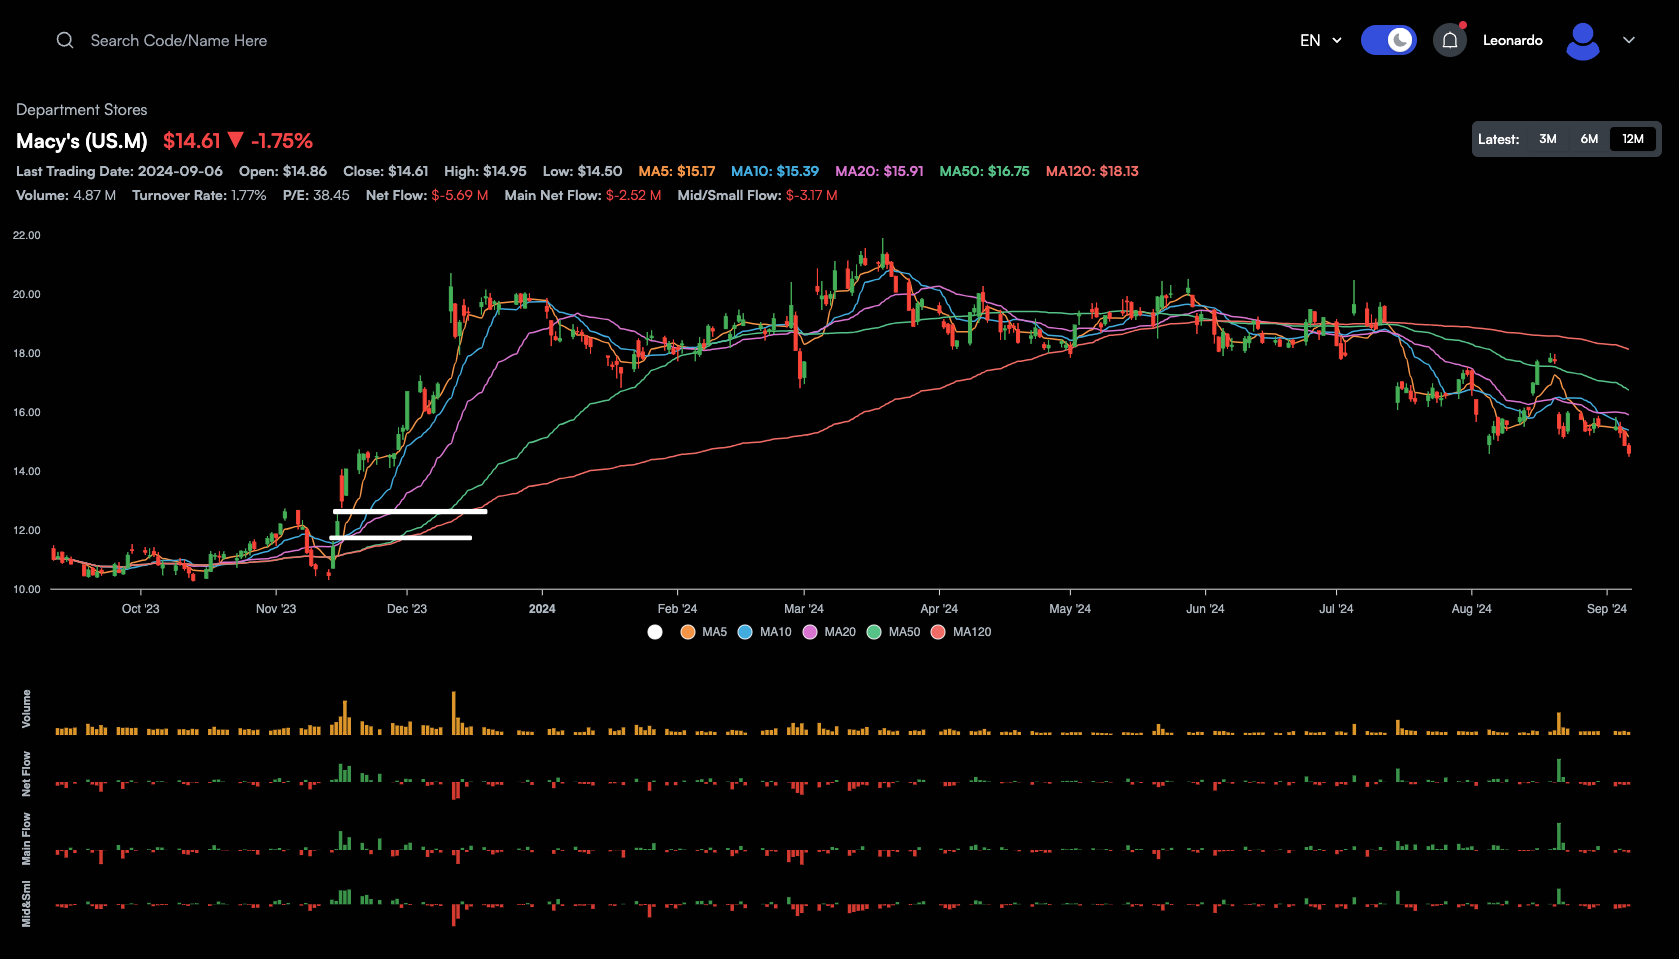 Search Code/Name Here
EN
Leonardo
Department Stores
Macy's (US.M) $14.61 ▼ -1.75%
Latest: 3M 6M 12M
Last Trading Date: 2024-09-06 Open: $14.86 Close: $14.61 High: $14.95 Low: $14.50 MA5: $15.17 MA10: $15.39 MA20: $15.91 MA50: $16.75 MA120: $18.13
Volume: 4.87 M Turnover Rate: 1.77% P/E: 38.45 Net Flow: $-5.69 M Main Net Flow: $-2.52 M Mid/Small Flow: $-3.17 M
22.00
20.00
18.00
16.00
14.00
12.00
10.00
Oct '23 Nov '23 Dec '23 2024 Feb '24 Mar '24 Apr '24 May '24 Jun '24 Jul '24 Aug '24 Sep '24
MA5 MA10 MA20 MA50 MA120
Volume
Net Flow
Main Flow
Mid&Sml